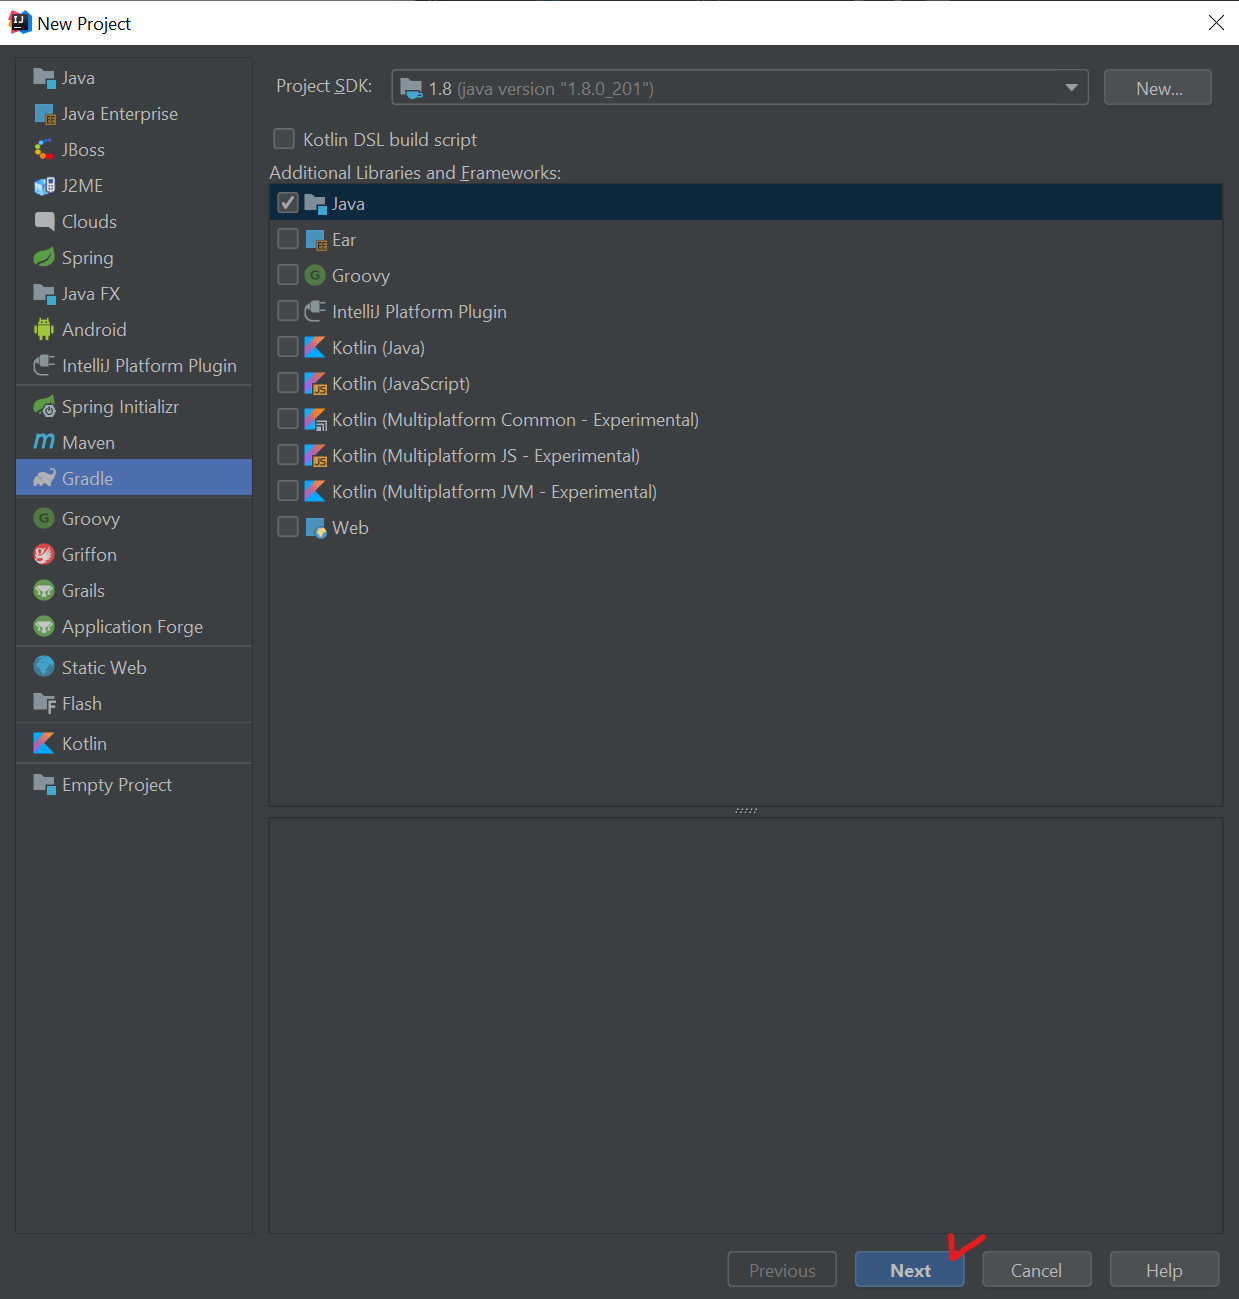 New Project
Java
Java Enterprise
JBoss
J2ME
Clouds
Spring
Java FX
Android
IntelliJ Platform Plugin
Spring Initializr
Maven
Gradle
Groovy
Griffon
Grails
Application Forge
Static Web
Flash
Kotlin
Empty Project
Project SDK: 1.8 (java version "1.8.0_201") New...
Kotlin DSL build script
Additional Libraries and Frameworks:
Java
Ear
Groovy
IntelliJ Platform Plugin
Kotlin (Java)
Kotlin (JavaScript)
Kotlin (Multiplatform Common - Experimental)
Kotlin (Multiplatform JS - Experimental)
Kotlin (Multiplatform JVM - Experimental)
Web
Previous Next Cancel Help